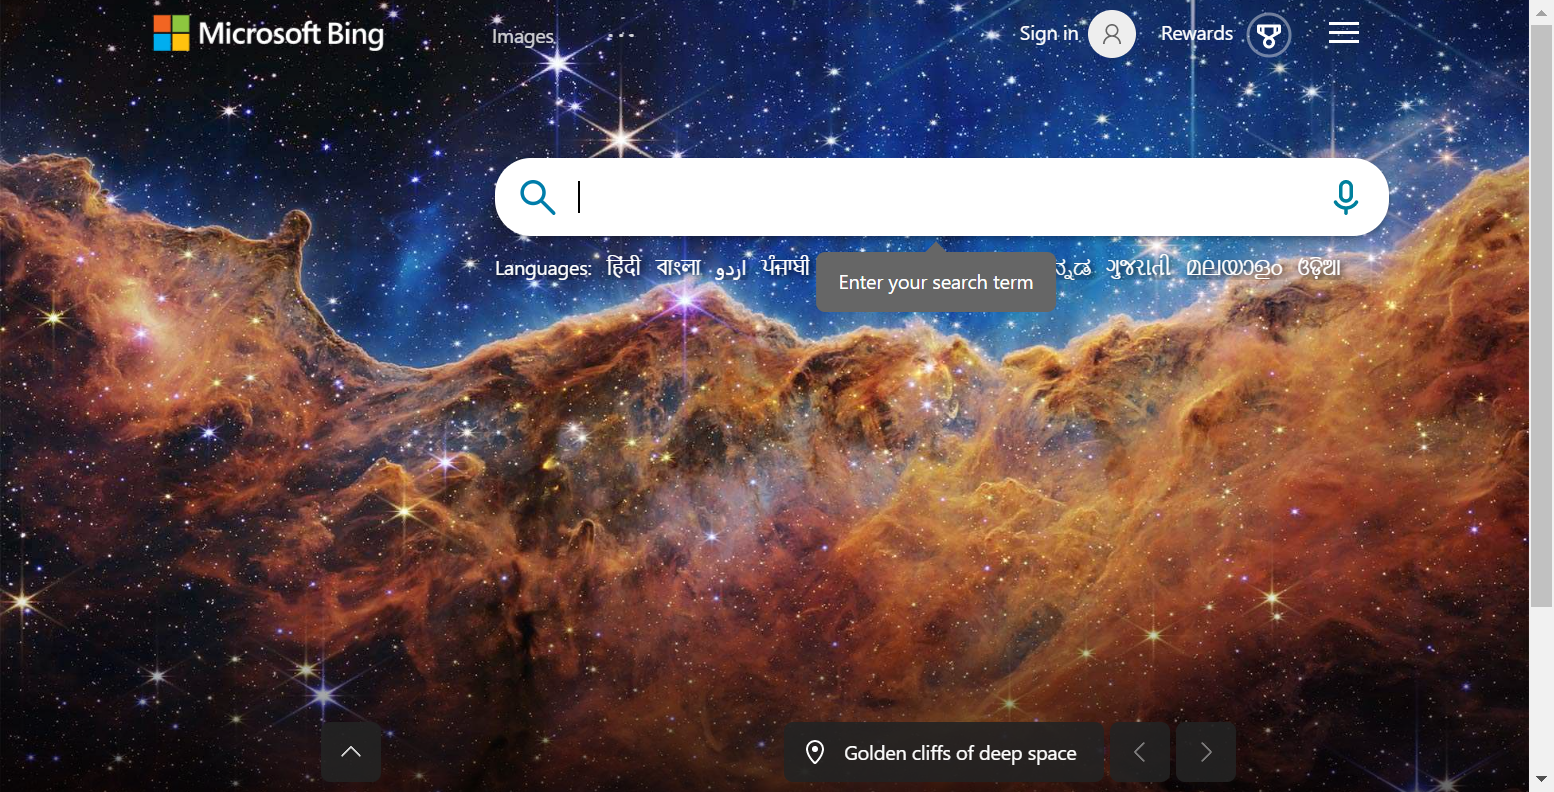 Microsoft Bing Images ... Sign in Rewards
Languages: हिंदी বাংলা اردو ਪੰਜਾਬੀ ગુજરાતી മലയാളം ଓଡ଼ିଆ
Enter your search term
Golden cliffs of deep space